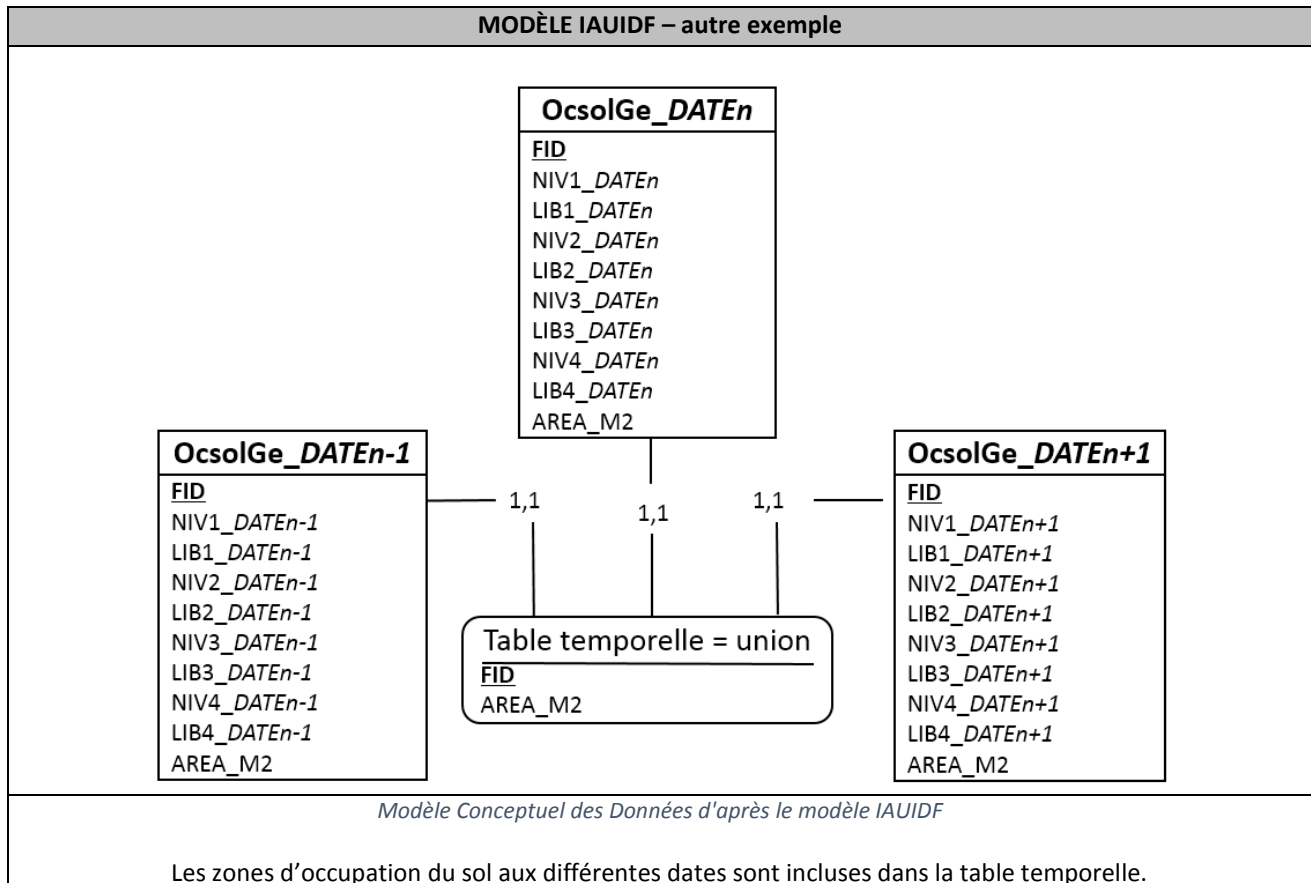 MODÈLE IAUIDF – autre exemple
OcsolGe_DATEn
FID
NIV1_DATEn
LIB1_DATEn
NIV2_DATEn
LIB2_DATEn
NIV3_DATEn
LIB3_DATEn
NIV4_DATEn
LIB4_DATEn
AREA_M2
OcsolGe_DATEn-1
FID
NIV1_DATEn-1
LIB1_DATEn-1
NIV2_DATEn-1
LIB2_DATEn-1
NIV3_DATEn-1
LIB3_DATEn-1
NIV4_DATEn-1
LIB4_DATEn-1
AREA_M2
1,1
1,1
1,1
Table temporelle = union
FID
AREA_M2
OcsolGe_DATEn+1
FID
NIV1_DATEn+1
LIB1_DATEn+1
NIV2_DATEn+1
LIB2_DATEn+1
NIV3_DATEn+1
LIB3_DATEn+1
NIV4_DATEn+1
LIB4_DATEn+1
AREA_M2
Modèle Conceptuel des Données d'après le modèle IAUIDF
Les zones d’occupation du sol aux différentes dates sont incluses dans la table temporelle.